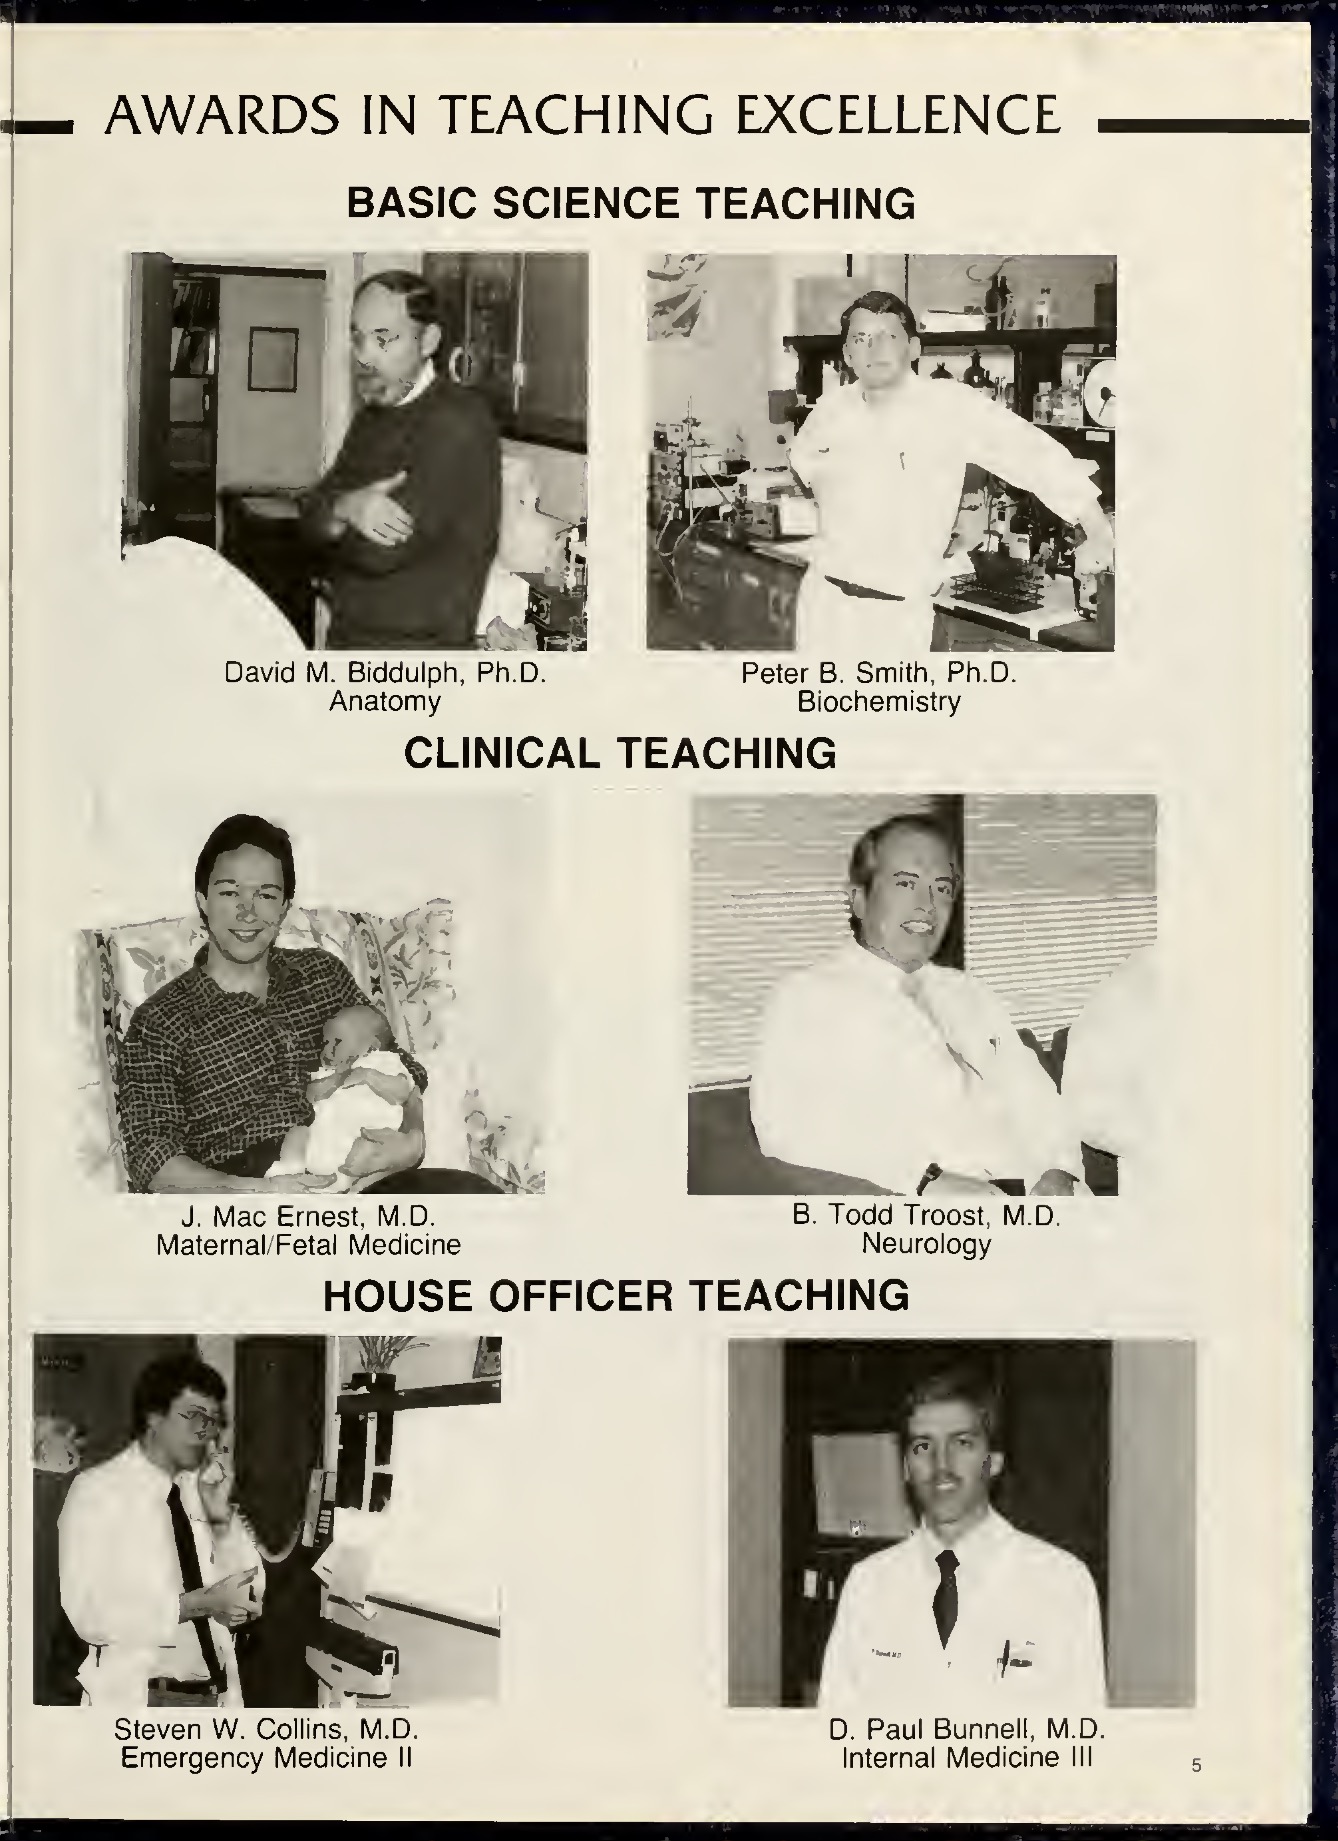 AWARDS IN TEACHING EXCELLENCE
BASIC SCIENCE TEACHING
David M. Biddulph, Ph.D.
Anatomy
Peter B. Smith, Ph.D.
Biochemistry
CLINICAL TEACHING
J. Mac Ernest, M.D.
Maternal/Fetal Medicine
B. Todd Troost, M.D.
Neurology
HOUSE OFFICER TEACHING
Steven W. Collins, M.D.
Emergency Medicine II
D. Paul Bunnell, M.D.
Internal Medicine III
5